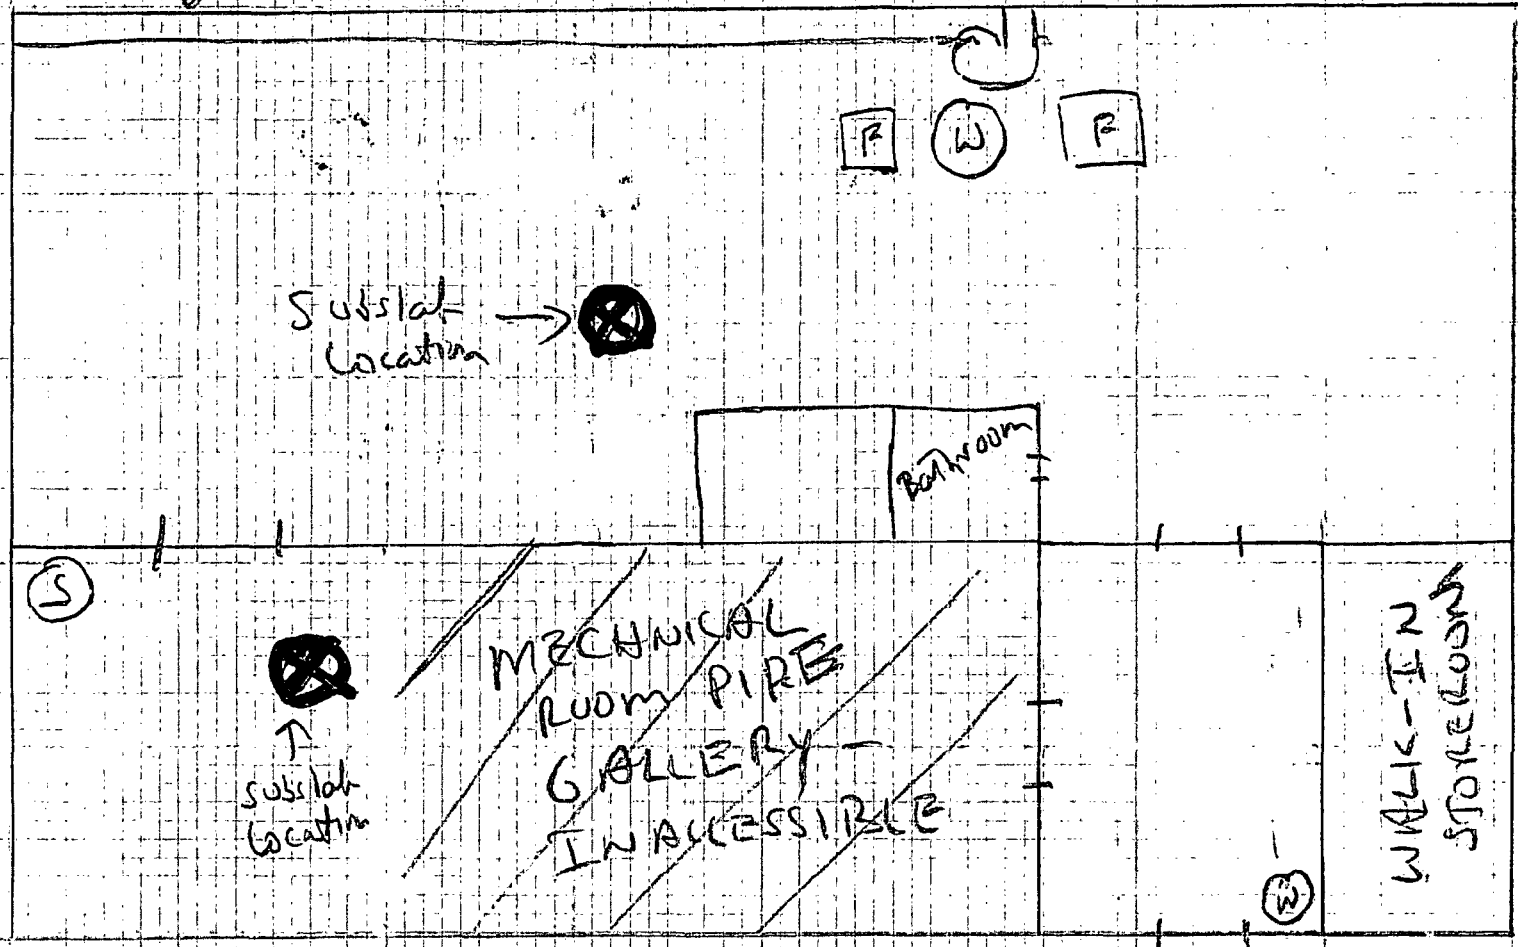 F
W
F
Subslab
Location
Bathroom
S
MECHNICAL
ROOM PIPE
GALLERY -
INACCESSIBLE
Subslab
Location
W
WALK-IN
STOREROOM